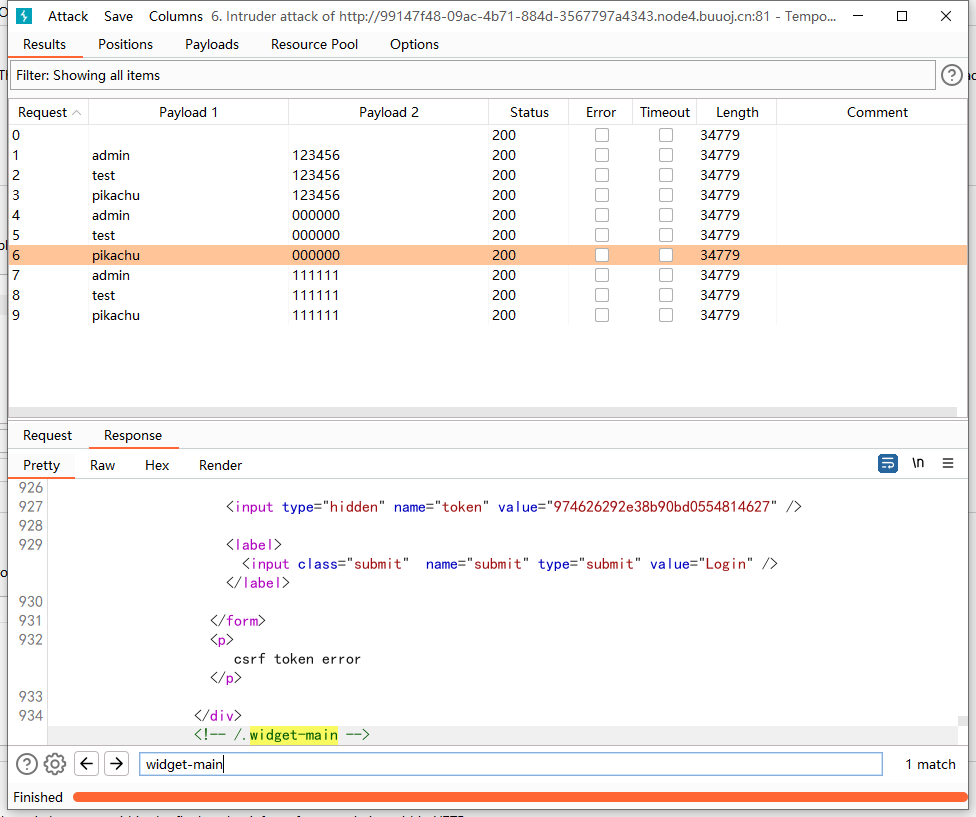 Attack Save Columns 6. Intruder attack of http://99147f48-09ac-4b71-884d-3567797a4343.node4.buuoj.cn:81 - Tempo...
Results Positions Payloads Resource Pool Options
Filter: Showing all items
?
Request Payload 1 Payload 2 Status Error Timeout Length Comment
0 200 34779
1 admin 123456 200 34779
2 test 123456 200 34779
3 pikachu 123456 200 34779
4 admin 000000 200 34779
5 test 000000 200 34779
6 pikachu 000000 200 34779
7 admin 111111 200 34779
8 test 111111 200 34779
9 pikachu 111111 200 34779
Request Response
Pretty Raw Hex Render \n
926
927 <input type="hidden" name="token" value="974626292e38b90bd0554814627" />
928
929 <label>
<input class="submit" name="submit" type="submit" value="Login" />
</label>
930
931 </form>
932 <p>
csrf token error
</p>
933
934 </div>
<!-- /.widget-main -->
? widget-main 1 match
Finished